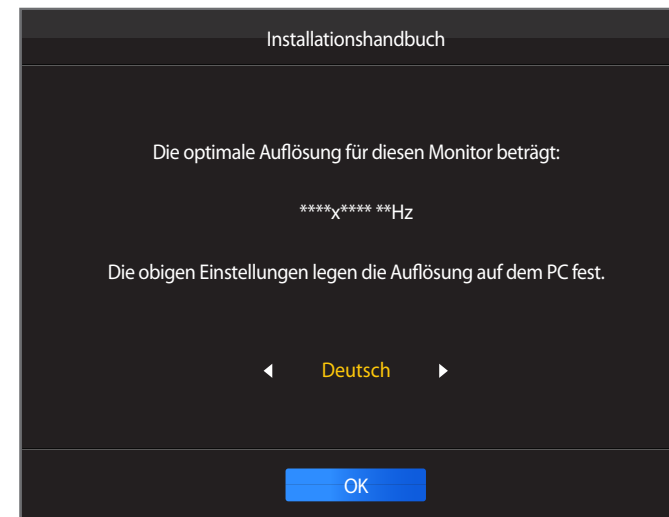 Installationshandbuch
Die optimale Auflösung für diesen Monitor beträgt:
****x**** **Hz
Die obigen Einstellungen legen die Auflösung auf dem PC fest.
Deutsch
OK